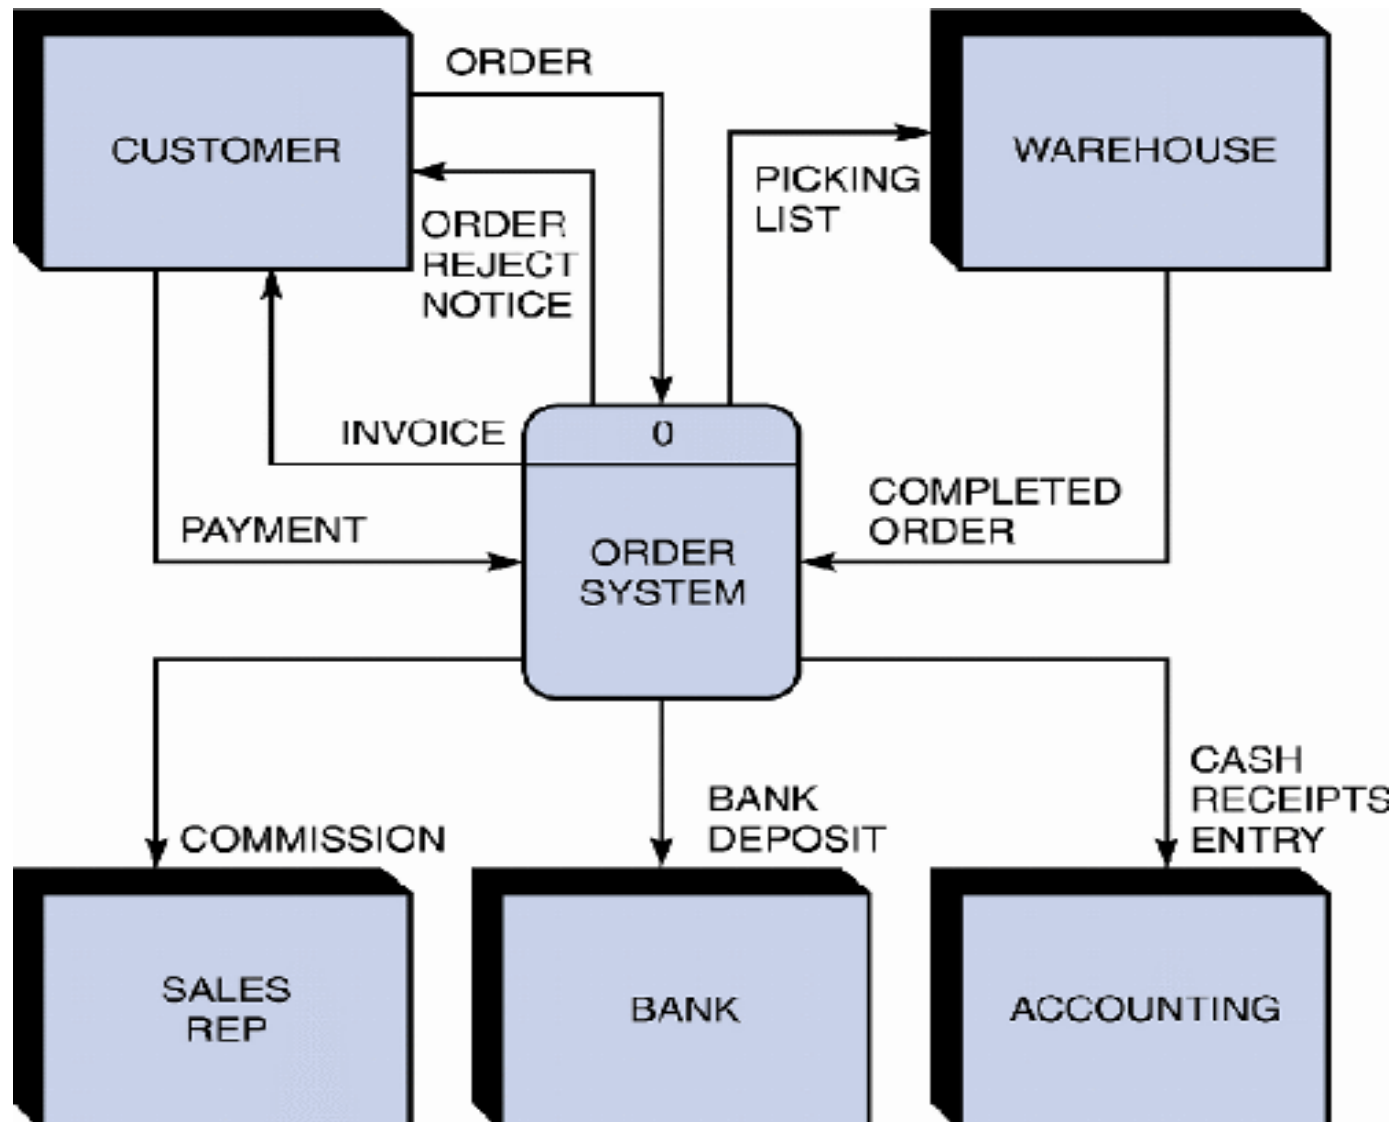 ORDER
CUSTOMER
WAREHOUSE
PICKING
LIST
ORDER
REJECT
NOTICE
INVOICE
0
COMPLETED
ORDER
PAYMENT
ORDER
SYSTEM
CASH
RECEIPTS
ENTRY
BANK
DEPOSIT
COMMISSION
SALES
REP
BANK
ACCOUNTING